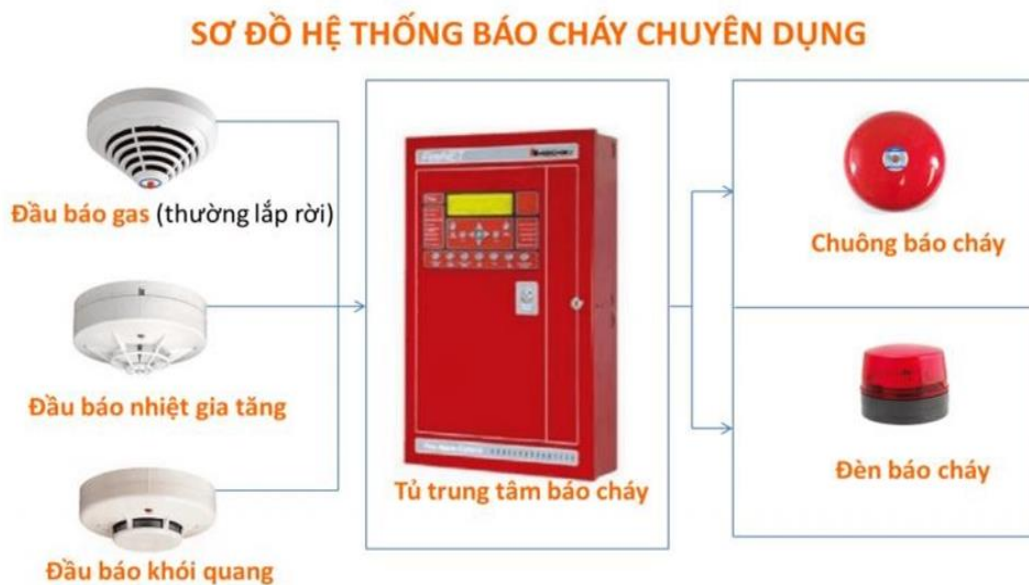 SƠ ĐỒ HỆ THỐNG BÁO CHÁY CHUYÊN DỤNG
Đầu báo gas (thường lắp rời)
Đầu báo nhiệt gia tăng
Đầu báo khói quang
Tủ trung tâm báo cháy
Chuông báo cháy
Đèn báo cháy